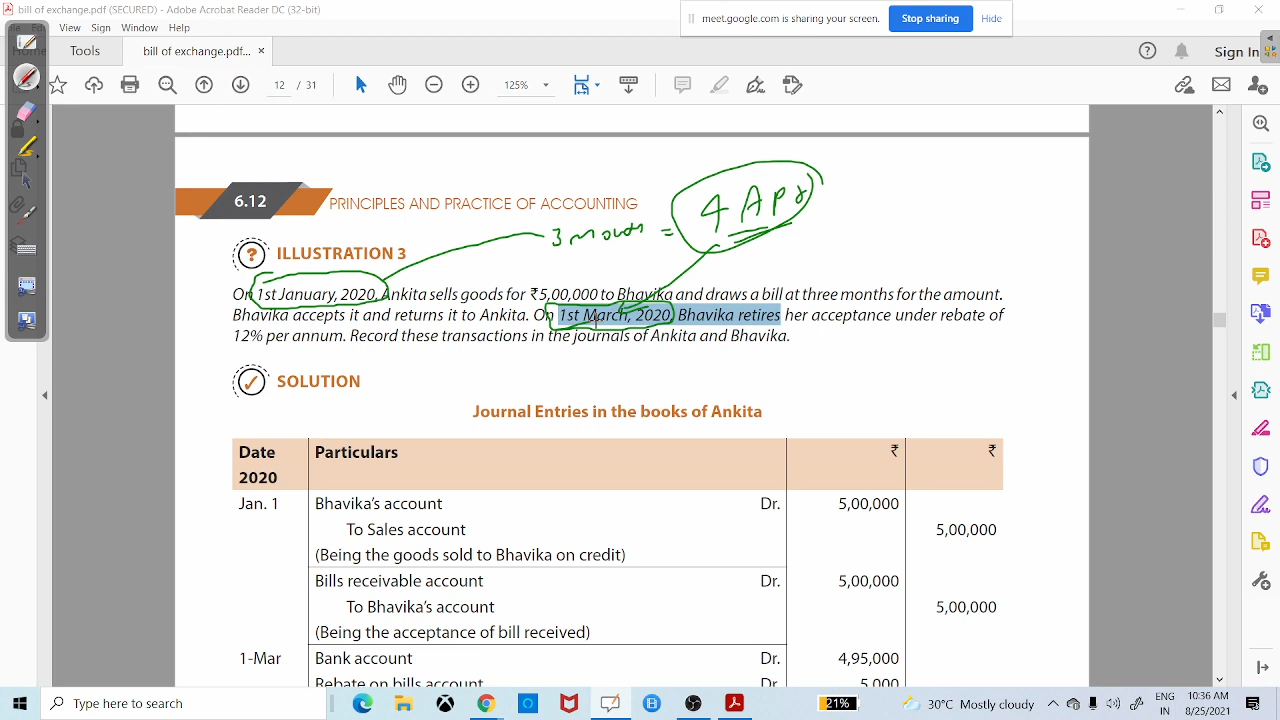 bill of exchange.pdf (SECURED) - Adobe Acrobat Reader DC (32-bit)
meet.google.com is sharing your screen.
Stop sharing
Hide
File Edit View Sign Window Help
Home
Tools
bill of exchange.pdf... ×
Sign In
12 / 31
125%
6.12
PRINCIPLES AND PRACTICE OF ACCOUNTING
3 month = 4 Apr
? ILLUSTRATION 3
On 1st January, 2020, Ankita sells goods for ₹5,00,000 to Bhavika and draws a bill at three months for the amount.
Bhavika accepts it and returns it to Ankita. On 1st March, 2020, Bhavika retires her acceptance under rebate of
12% per annum. Record these transactions in the journals of Ankita and Bhavika.
SOLUTION
Journal Entries in the books of Ankita
Date Particulars ₹ ₹
2020
Jan. 1 Bhavika's account Dr. 5,00,000
To Sales account 5,00,000
(Being the goods sold to Bhavika on credit)
Bills receivable account Dr. 5,00,000
To Bhavika's account 5,00,000
(Being the acceptance of bill received)
1-Mar Bank account Dr. 4,95,000
Rebate on bills account Dr. 5,000
Type here to search
21%
30°C Mostly cloudy
ENG
IN
10:36 AM
8/25/2021